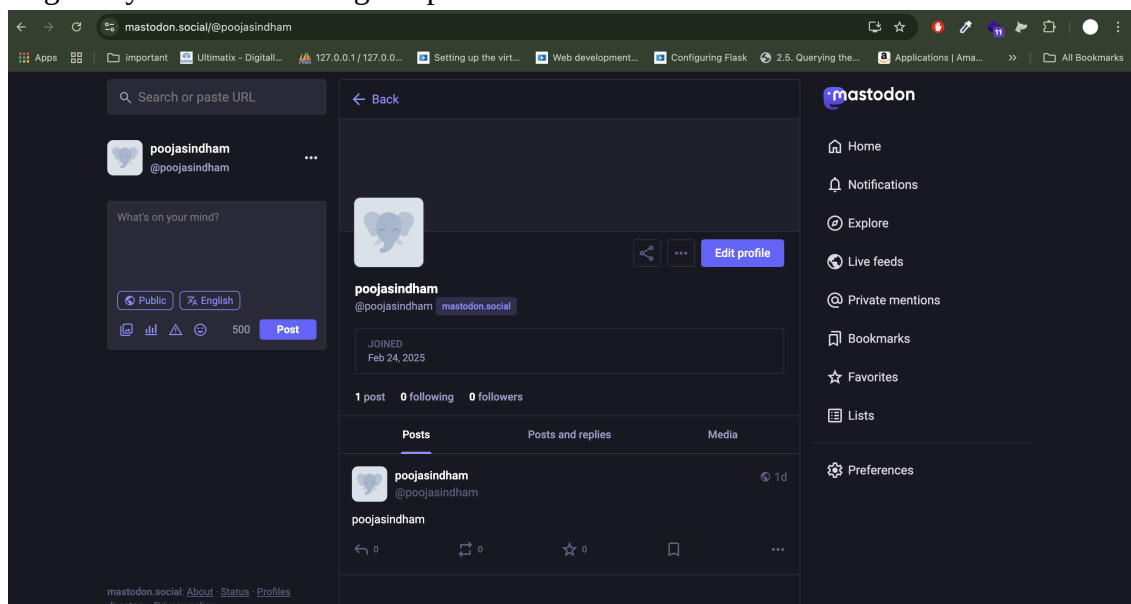 mastodon.social/@poojasindham
11
Apps
important
Ultimatix - Digitall...
127.0.0.1 / 127.0.0...
Setting up the virt...
Web development...
Configuring Flask
2.5. Querying the...
Applications | Ama...
»
All Bookmarks
Search or paste URL
poojasindham
@poojasindham
What's on your mind?
Public
English
500
Post
mastodon.social: About · Status · Profiles
Back
Edit profile
poojasindham
@poojasindham mastodon.social
JOINED
Feb 24, 2025
1 post 0 following 0 followers
Posts Posts and replies Media
poojasindham
1d
@poojasindham
poojasindham
0 0 0
mastodon
Home
Notifications
Explore
Live feeds
Private mentions
Bookmarks
Favorites
Lists
Preferences